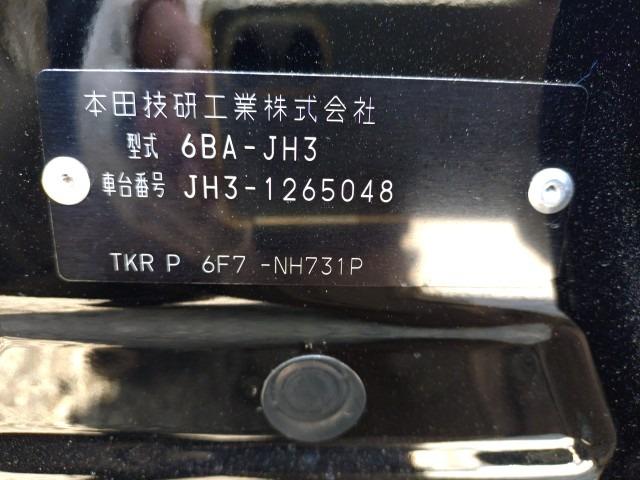 本田技研工業株式会社
型式 6BA-JH3
車台番号 JH3-1265048
TKR P 6F7 -NH731P